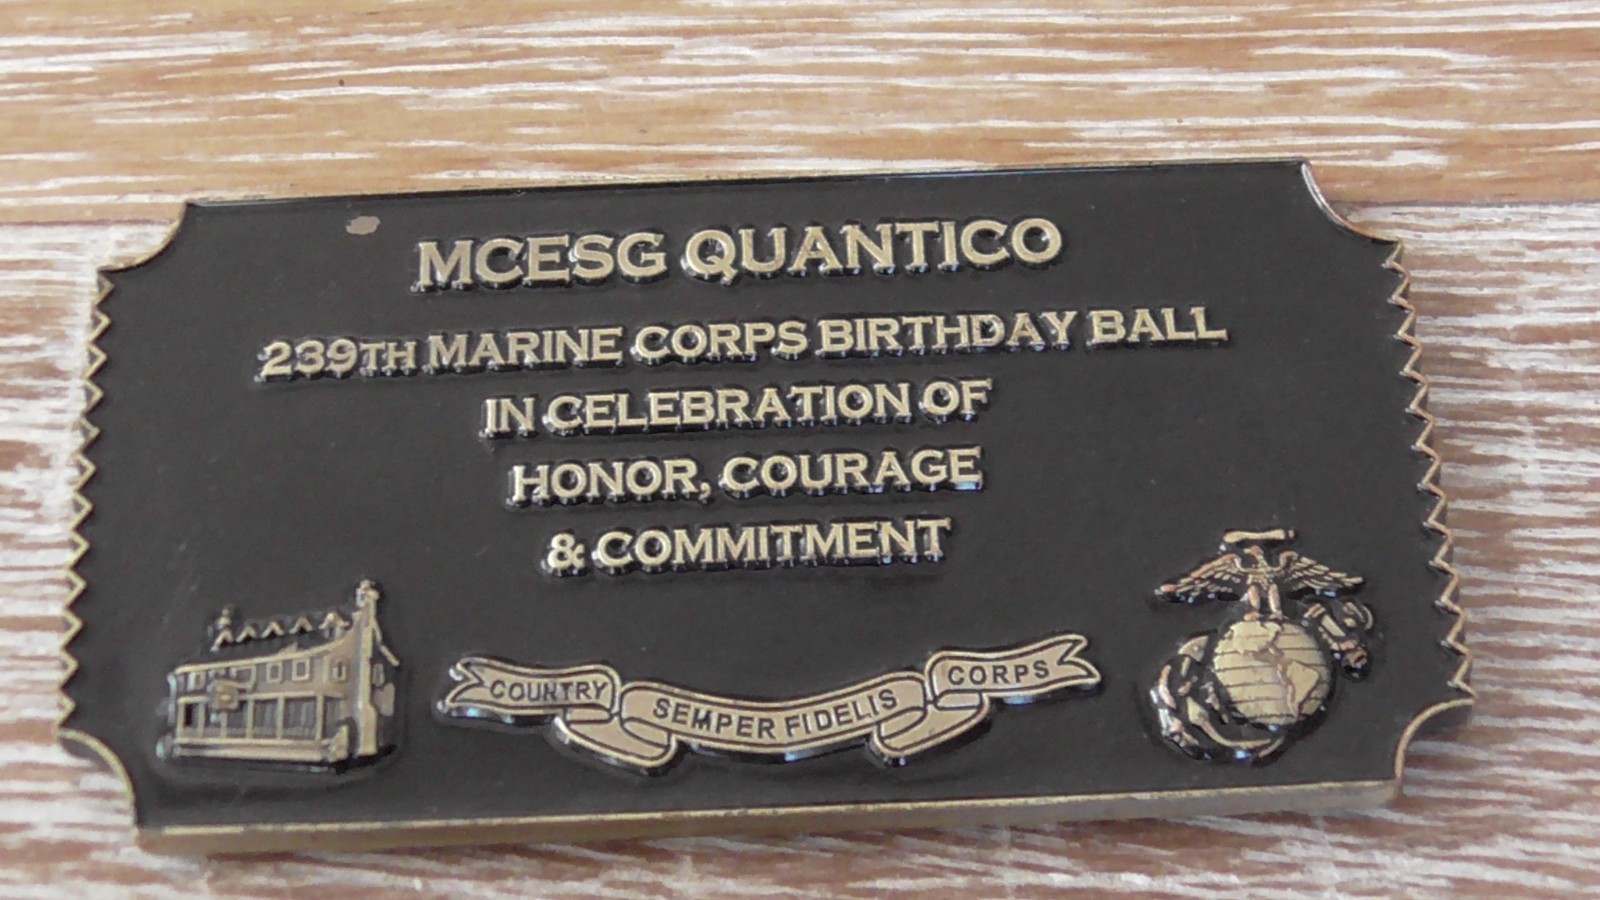 MCESG QUANTICO
239TH MARINE CORPS BIRTHDAY BALL
IN CELEBRATION OF
HONOR, COURAGE
& COMMITMENT
COUNTRY SEMPER FIDELIS CORPS